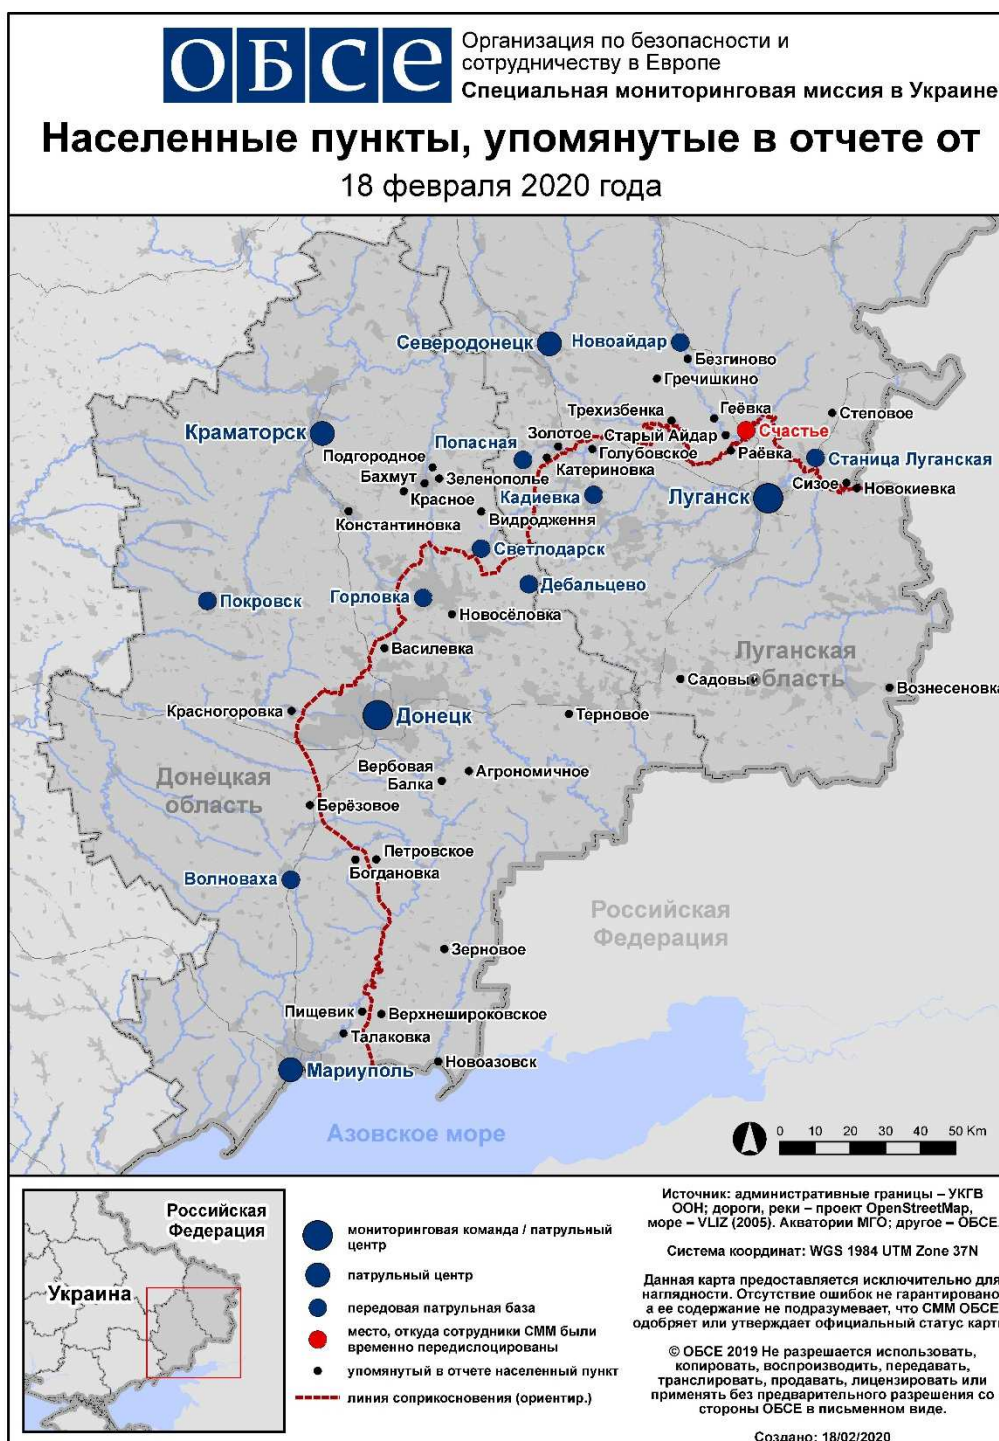 ОБСЕ
Организация по безопасности и
сотрудничеству в Европе
Специальная мониторинговая миссия в Украине
Населенные пункты, упомянутые в отчете от
18 февраля 2020 года
Северодонецк
Новоайдар
Безгиново
Гречишкино
Трехизбенка
Геёвка
Степовое
Краматорск
Попасная
Золотое
Старый Айдар
Счастье
Подгородное
Голубовское
Раёвка
Станица Луганская
Бахмут
Зеленополье
Катериновка
Красное
Кадиевка
Луганск
Сизое
Новокиевка
Константиновка
Видродження
Светлодарск
Дебальцево
Покровск
Горловка
Новосёловка
Василевка
Луганская
область
Садовый
Вознесеновка
Красногоровка
Донецк
Терновое
Донецкая
область
Вербовая
Балка
Агрономичное
Берёзовое
Петровское
Богдановка
Волноваха
Российская
Федерация
Зерновое
Пищевик
Верхнешироковское
Талаковка
Новоазовск
Мариуполь
Азовское море
0 10 20 30 40 50 Km
Российская
Федерация
Украина
мониторинговая команда / патрульный
центр
патрульный центр
передовая патрульная база
место, откуда сотрудники СММ были
временно передислоцированы
упомянутый в отчете населенный пункт
линия соприкосновения (ориентир.)
Источник: административные границы – УКГВ
ООН; дороги, реки – проект OpenStreetMap,
море – VLIZ (2005). Акватории МГО; другое – ОБСЕ.
Система координат: WGS 1984 UTM Zone 37N
Данная карта предоставляется исключительно для
наглядности. Отсутствие ошибок не гарантировано
а ее содержание не подразумевает, что СММ ОБСЕ
одобряет или утверждает официальный статус карт
© ОБСЕ 2019 Не разрешается использовать,
копировать, воспроизводить, передавать,
транслировать, продавать, лицензировать или
применять без предварительного разрешения со
стороны ОБСЕ в письменном виде.
Создано: 18/02/2020